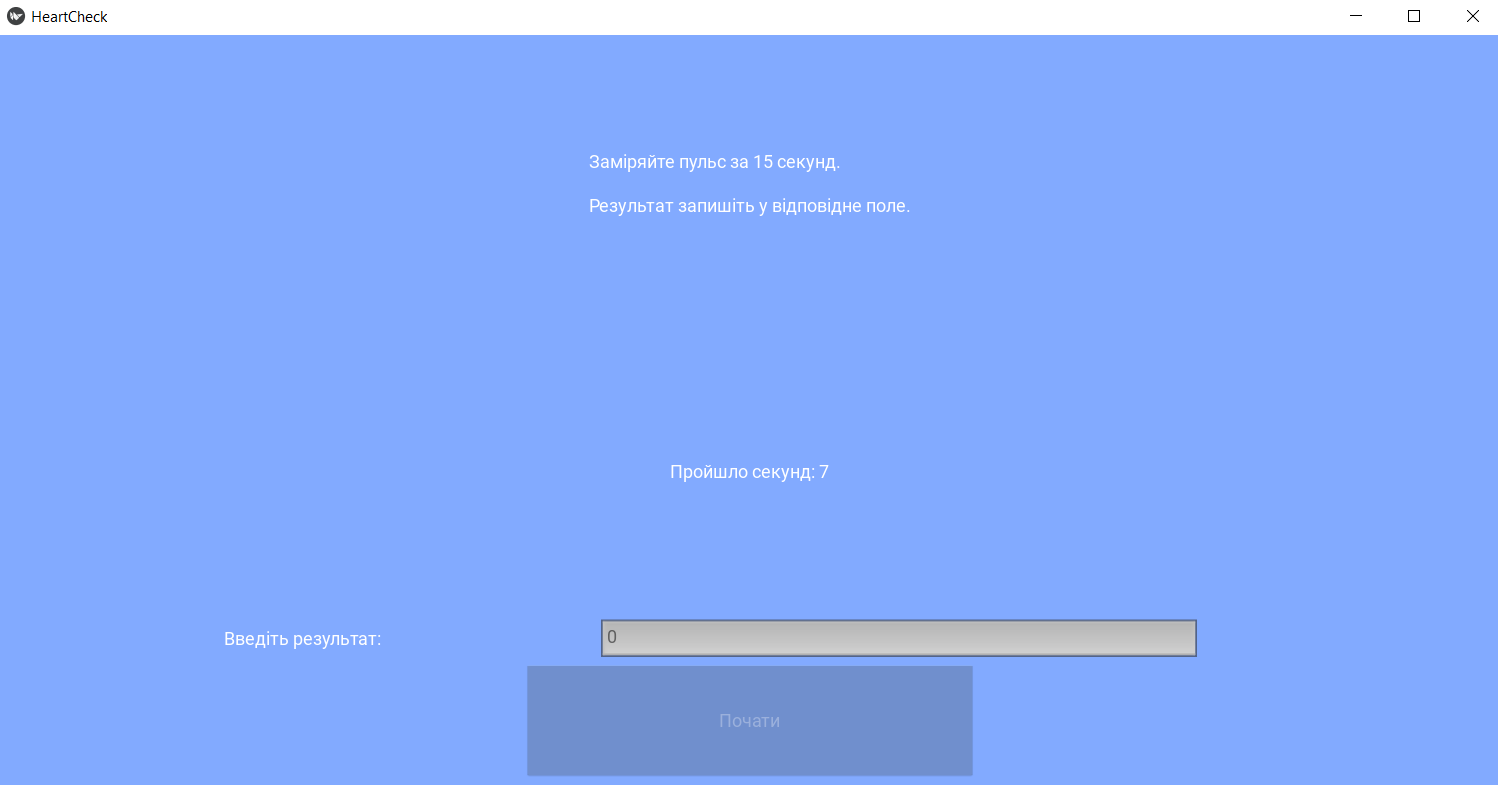 HeartCheck
Заміряйте пульс за 15 секунд.
Результат запишіть у відповідне поле.
Пройшло секунд: 7
Введіть результат:
0
Почати